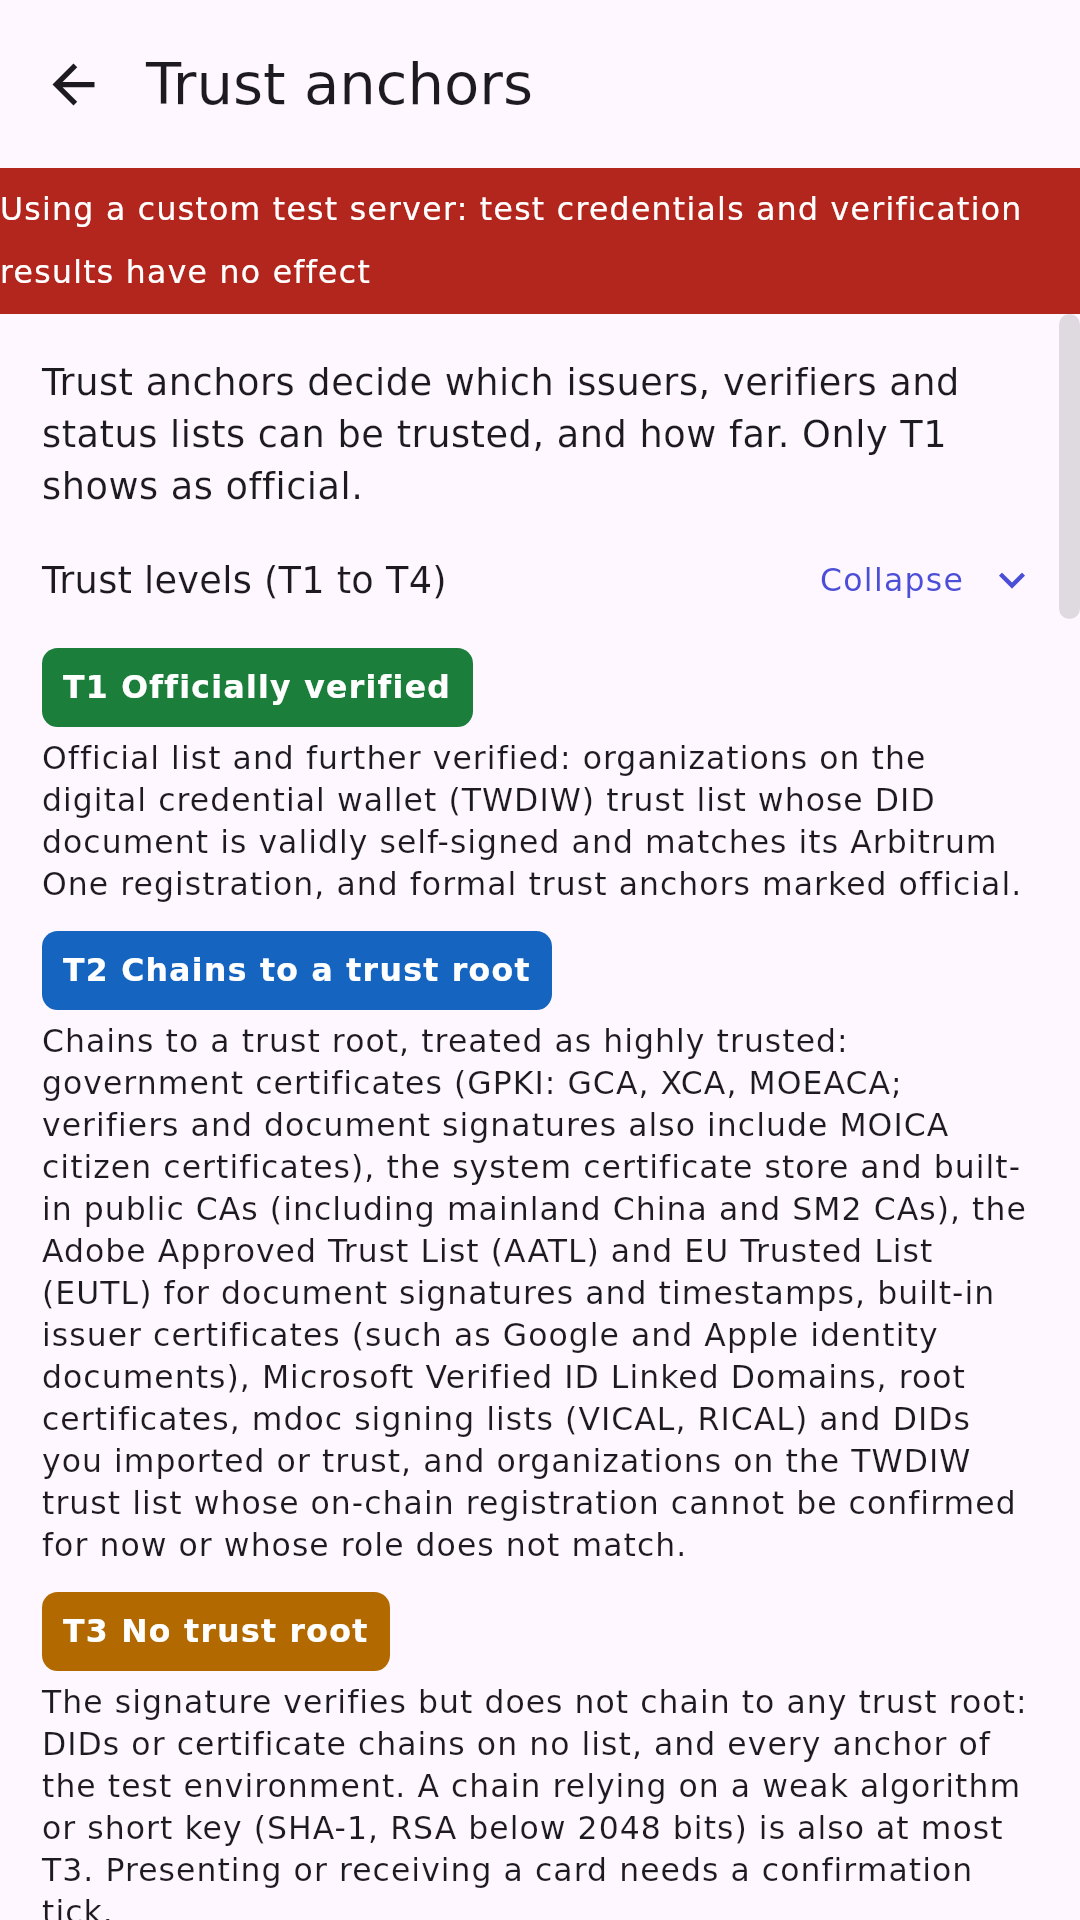 Trust anchors
Using a custom test server: test credentials and verification
results have no effect
Trust anchors decide which issuers, verifiers and
status lists can be trusted, and how far. Only T1
shows as official.
Trust levels (T1 to T4)
Collapse
T1 Officially verified
Official list and further verified: organizations on the
digital credential wallet (TWDIW) trust list whose DID
document is validly self-signed and matches its Arbitrum
One registration, and formal trust anchors marked official.
T2 Chains to a trust root
Chains to a trust root, treated as highly trusted:
government certificates (GPKI: GCA, XCA, MOEACA;
verifiers and document signatures also include MOICA
citizen certificates), the system certificate store and built-
in public CAs (including mainland China and SM2 CAs), the
Adobe Approved Trust List (AATL) and EU Trusted List
(EUTL) for document signatures and timestamps, built-in
issuer certificates (such as Google and Apple identity
documents), Microsoft Verified ID Linked Domains, root
certificates, mdoc signing lists (VICAL, RICAL) and DIDs
you imported or trust, and organizations on the TWDIW
trust list whose on-chain registration cannot be confirmed
for now or whose role does not match.
T3 No trust root
The signature verifies but does not chain to any trust root:
DIDs or certificate chains on no list, and every anchor of
the test environment. A chain relying on a weak algorithm
or short key (SHA-1, RSA below 2048 bits) is also at most
T3. Presenting or receiving a card needs a confirmation
tick.